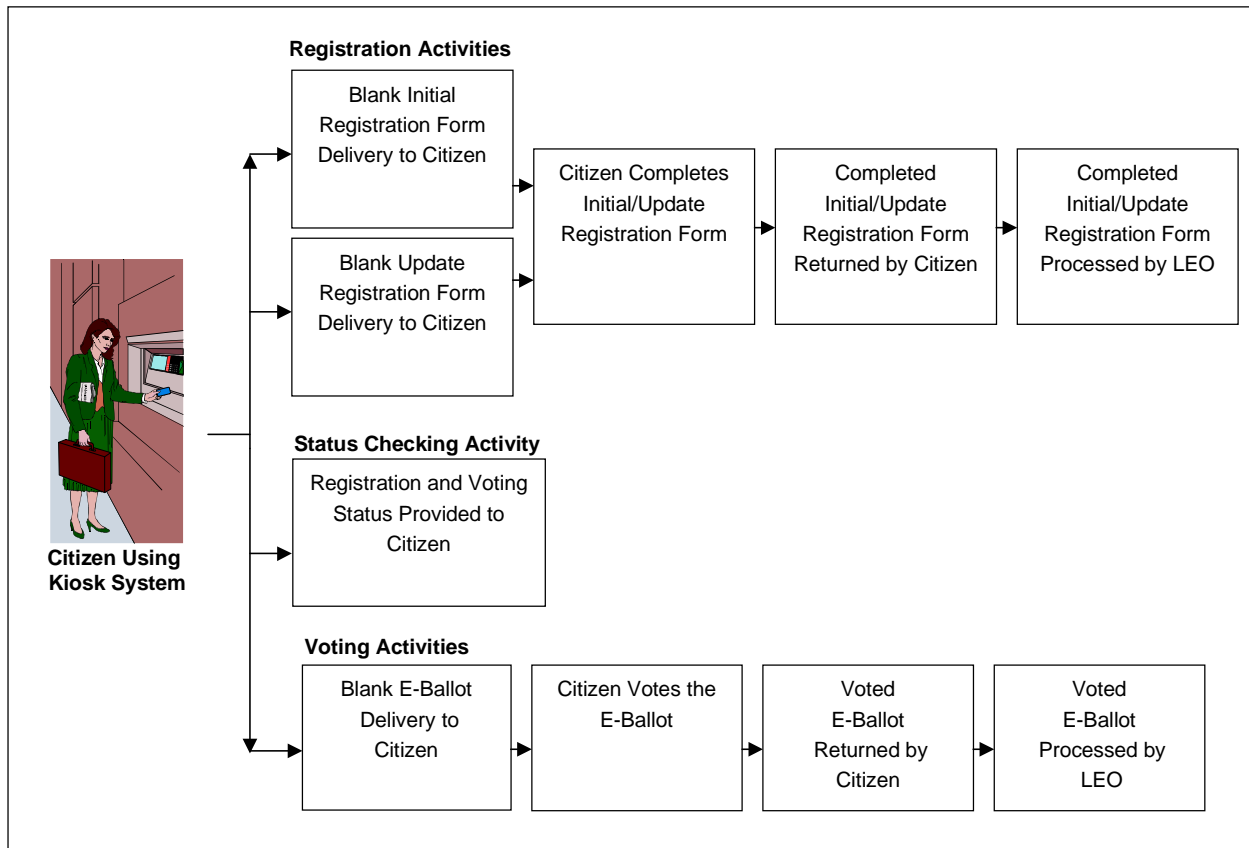 Registration Activities
Blank Initial
Registration Form
Delivery to Citizen
Blank Update
Registration Form
Delivery to Citizen
Citizen Completes
Initial/Update
Registration Form
Completed
Initial/Update
Registration Form
Returned by Citizen
Completed
Initial/Update
Registration Form
Processed by LEO
Citizen Using
Kiosk System
Status Checking Activity
Registration and Voting
Status Provided to
Citizen
Voting Activities
Blank E-Ballot
Delivery to
Citizen
Citizen Votes the
E-Ballot
Voted
E-Ballot
Returned by
Citizen
Voted
E-Ballot
Processed by
LEO